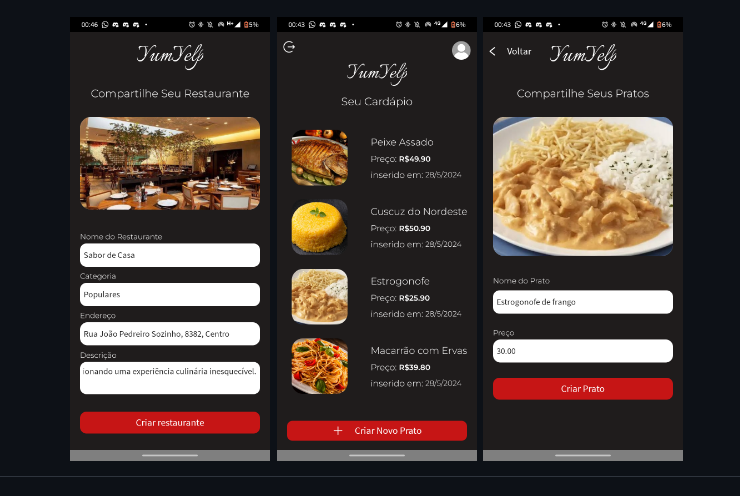 00:46
H+ 5%
YumYelp
Compartilhe Seu Restaurante
Nome do Restaurante
Sabor de Casa
Categoria
Populares
Endereço
Rua João Pedreiro Sozinho, 8382, Centro
Descrição
ionando uma experiência culinária inesquecível.
Criar restaurante
00:43
4G 6%
YumYelp
Seu Cardápio
Peixe Assado
Preço: R$49.90
inserido em: 28/5/2024
Cuscuz do Nordeste
Preço: R$50.90
inserido em: 28/5/2024
Estrogonofe
Preço: R$25.90
inserido em: 28/5/2024
Macarrão com Ervas
Preço: R$39.80
inserido em: 28/5/2024
+ Criar Novo Prato
00:43
4G 6%
Voltar
YumYelp
Compartilhe Seus Pratos
Nome do Prato
Estrogonofe de frango
Preço
30.00
Criar Prato